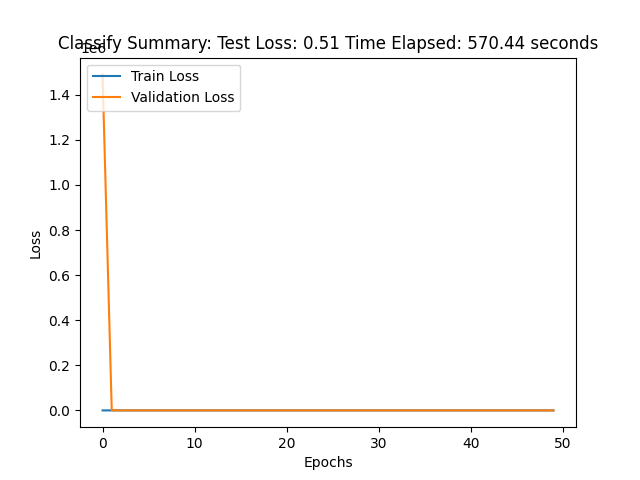 Classify Summary: Test Loss: 0.51 Time Elapsed: 570.44 seconds
1e6
Train Loss
Validation Loss
1.4
1.2
1.0
0.8
0.6
0.4
0.2
0.0
Loss
0 10 20 30 40 50
Epochs